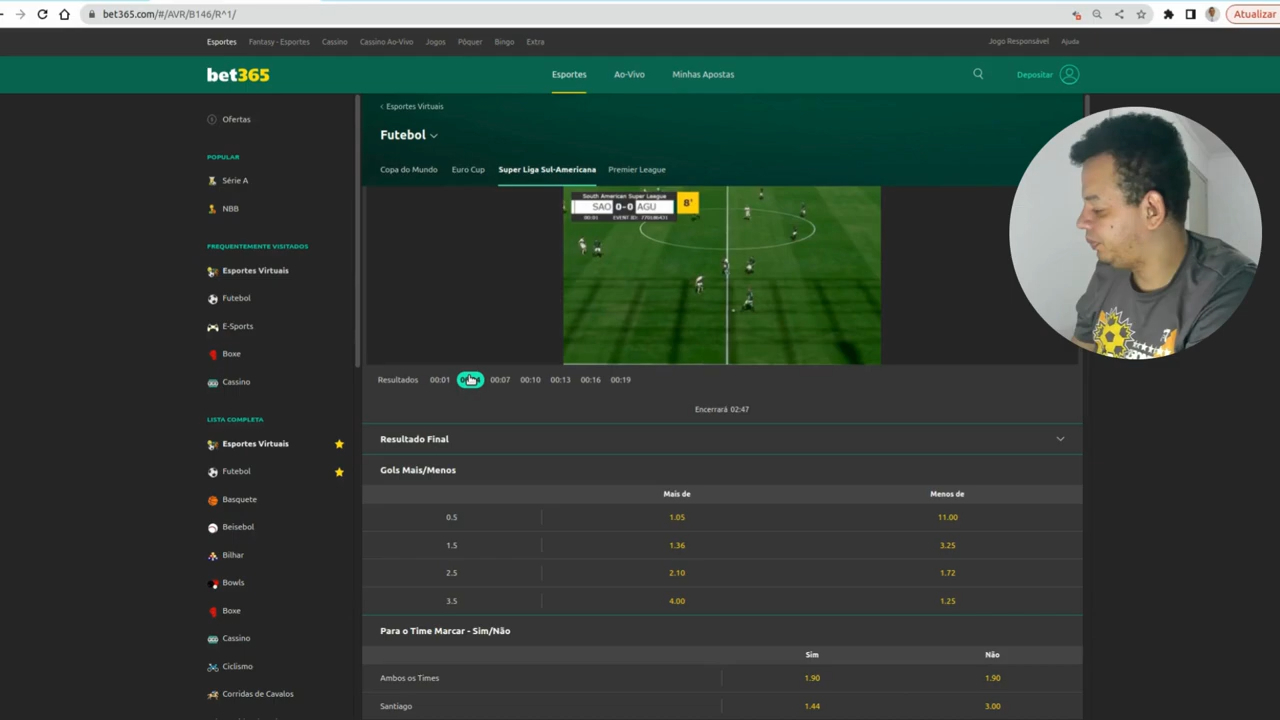 bet365.com/#/AVR/B146/R^1/
Atualizar
Esportes Fantasy - Esportes Cassino Cassino Ao-Vivo Jogos Pôquer Bingo Extra
Jogo Responsável Ajuda
bet365
Esportes Ao-Vivo Minhas Apostas
Depositar
Ofertas
POPULAR
Série A
NBB
FREQUENTEMENTE VISITADOS
Esportes Virtuais
Futebol
E-Sports
Boxe
Cassino
LISTA COMPLETA
Esportes Virtuais
Futebol
Basquete
Beisebol
Bilhar
Bowls
Boxe
Cassino
Ciclismo
Corridas de Cavalos
Esportes Virtuais
Futebol
Copa do Mundo Euro Cup Super Liga Sul-Americana Premier League
South American Super League
SAO 0-0 AGU 8'
00:01 EVENT ID:
Resultados 00:01 00:07 00:10 00:13 00:16 00:19
Encerrará 02:47
Resultado Final
Gols Mais/Menos
Mais de Menos de
0.5 1.05 11.00
1.5 1.36 3.25
2.5 2.10 1.72
3.5 4.00 1.25
Para o Time Marcar - Sim/Não
Sim Não
Ambos os Times 1.90 1.90
Santiago 1.44 3.00